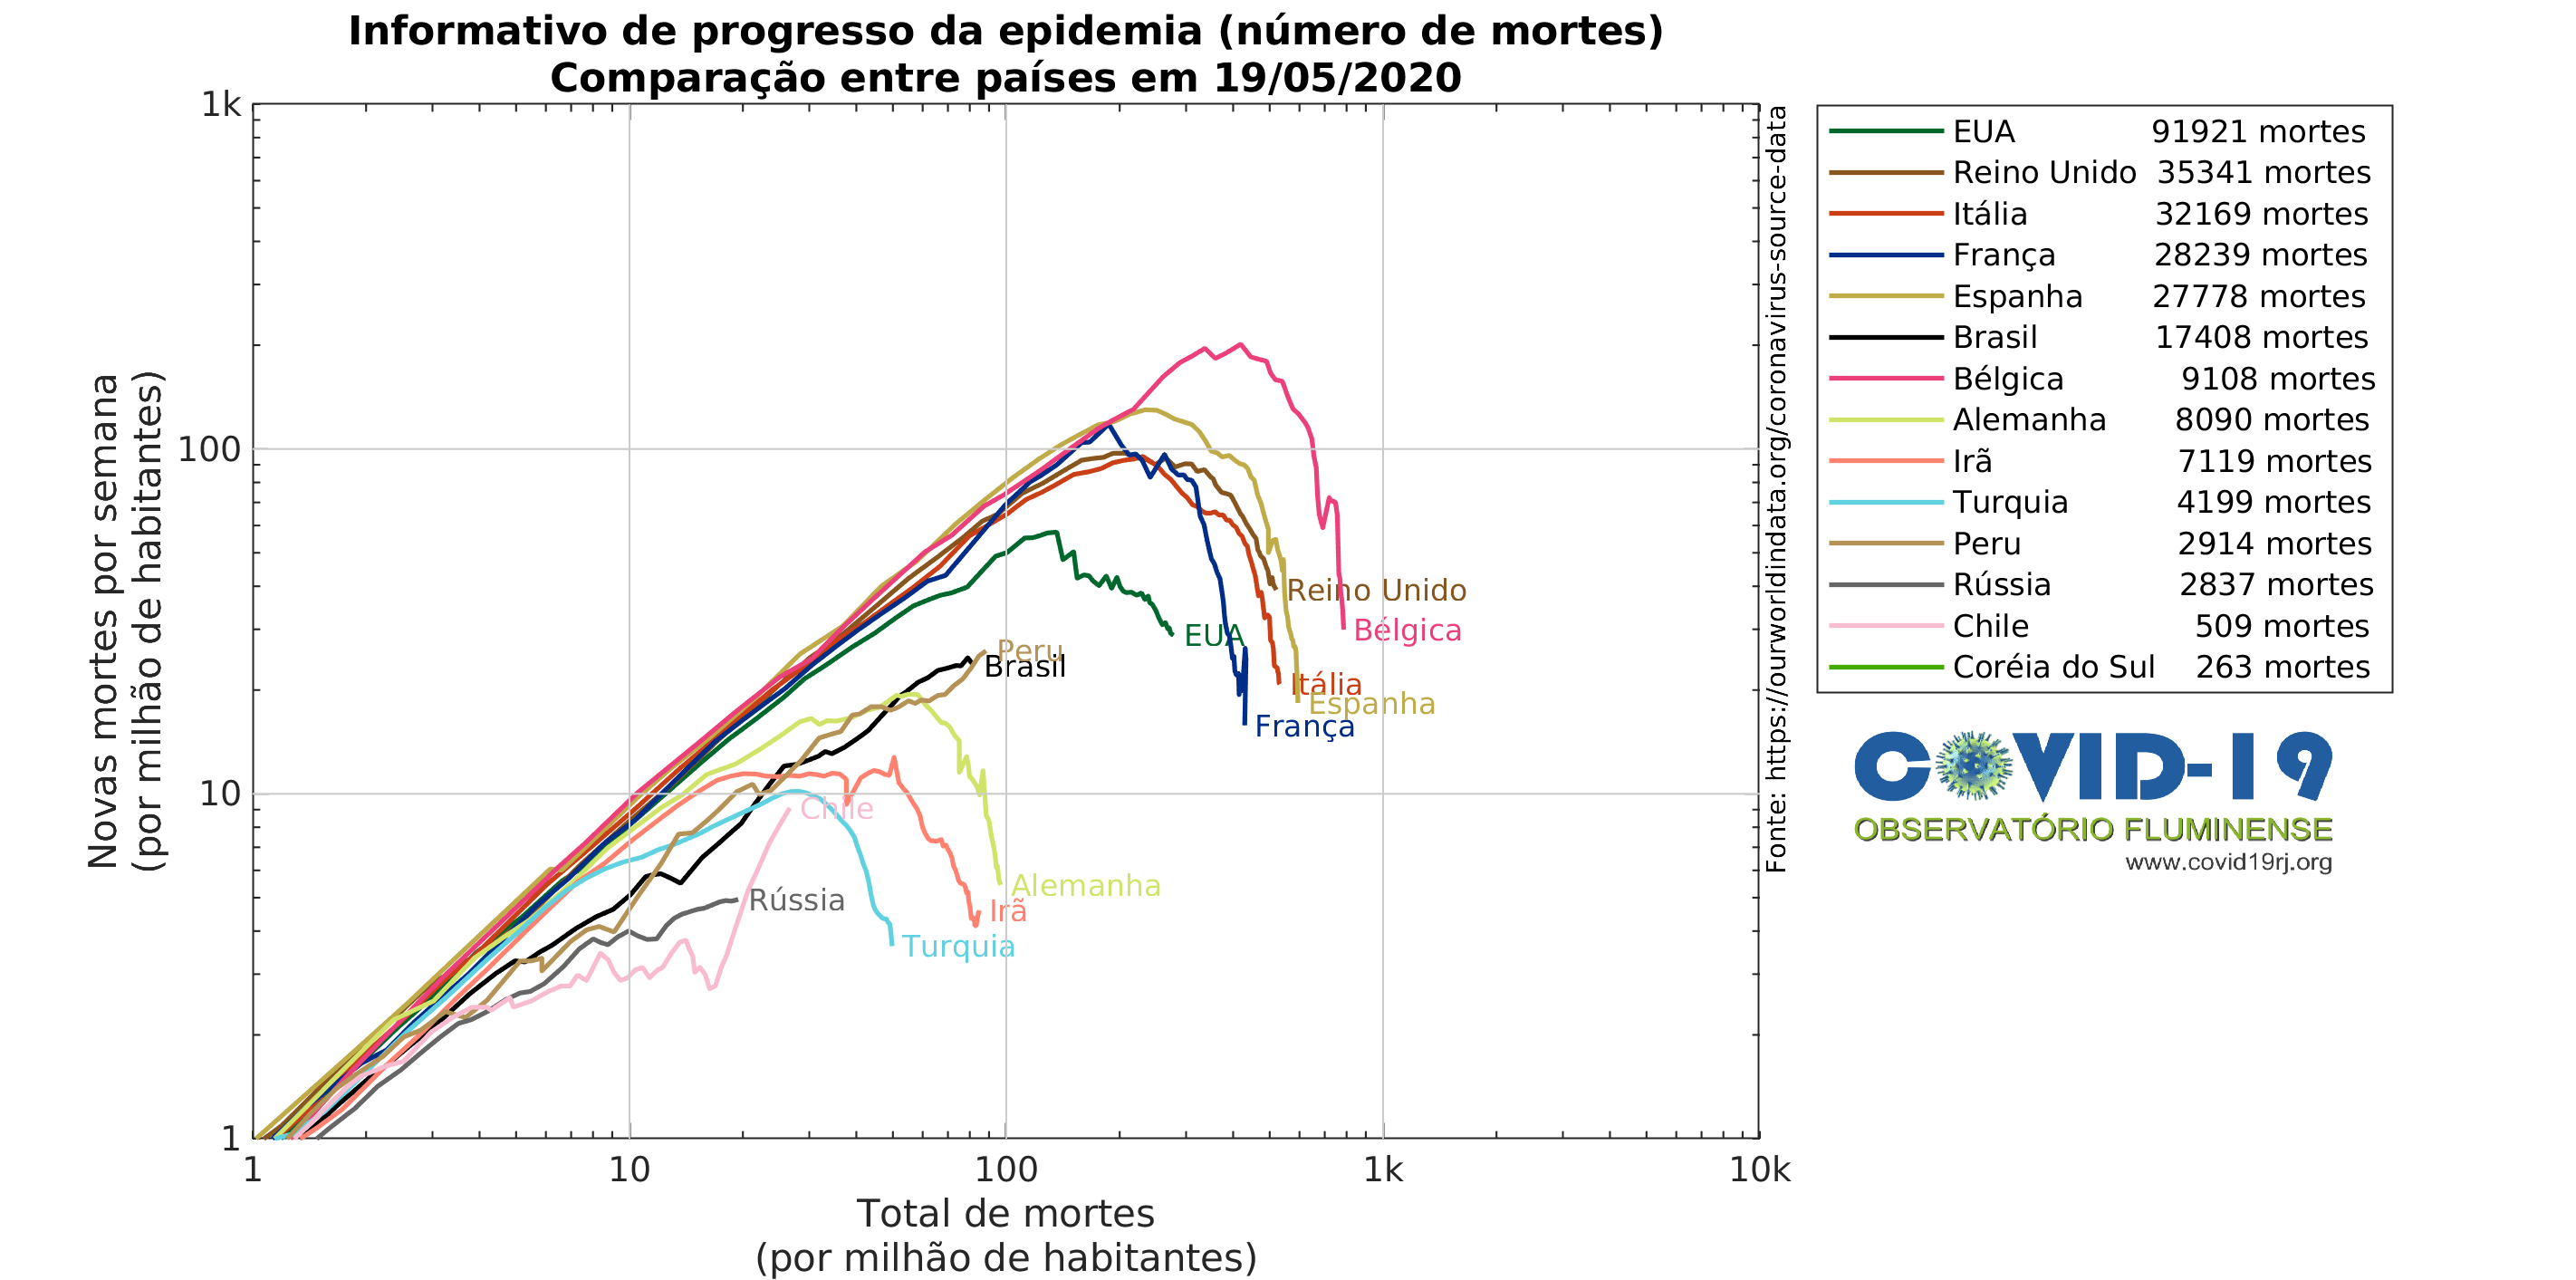 Informativo de progresso da epidemia (número de mortes)
Comparação entre países em 19/05/2020
Novas mortes por semana
(por milhão de habitantes)
1k
100
10
1
1
10
100
1k
10k
Total de mortes
(por milhão de habitantes)
Reino Unido
Bélgica
EUA
Peru
Brasil
Itália
Espanha
França
Chile
Alemanha
Rússia
Irã
Turquia
Fonte: https://ourworldindata.org/coronavirus-source-data
EUA 91921 mortes
Reino Unido 35341 mortes
Itália 32169 mortes
França 28239 mortes
Espanha 27778 mortes
Brasil 17408 mortes
Bélgica 9108 mortes
Alemanha 8090 mortes
Irã 7119 mortes
Turquia 4199 mortes
Peru 2914 mortes
Rússia 2837 mortes
Chile 509 mortes
Coréia do Sul 263 mortes
COVID-19
OBSERVATÓRIO FLUMINENSE
www.covid19rj.org